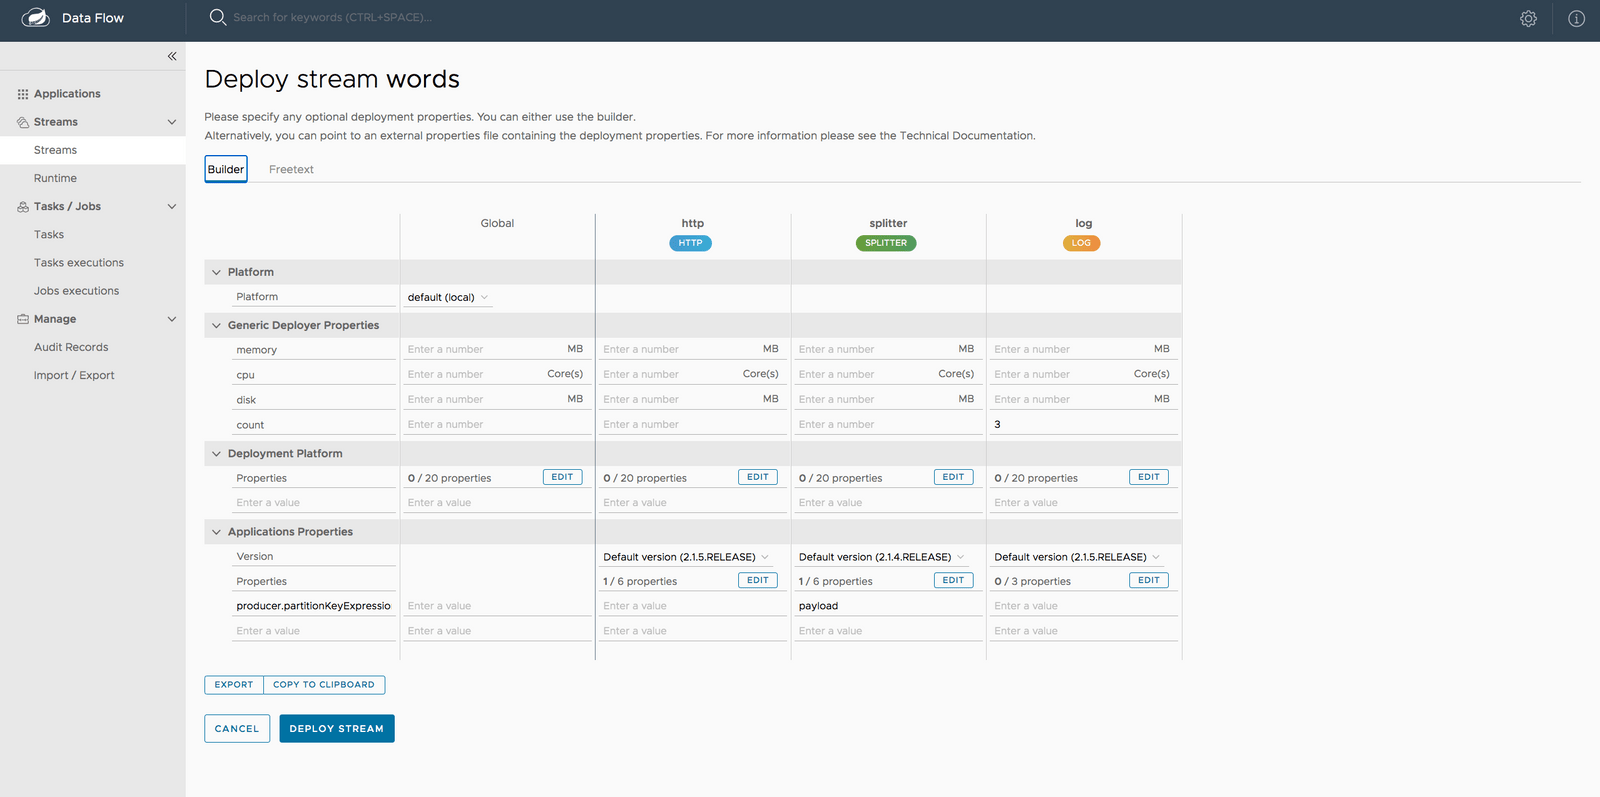 Data Flow
Search for keywords (CTRL+SPACE)...
Applications
Streams
Streams
Runtime
Tasks / Jobs
Tasks
Tasks executions
Jobs executions
Manage
Audit Records
Import / Export
Deploy stream words
Please specify any optional deployment properties. You can either use the builder.
Alternatively, you can point to an external properties file containing the deployment properties. For more information please see the Technical Documentation.
Builder Freetext
Global http splitter log
HTTP SPLITTER LOG
Platform
Platform default (local)
Generic Deployer Properties
memory Enter a number MB Enter a number MB Enter a number MB Enter a number MB
cpu Enter a number Core(s) Enter a number Core(s) Enter a number Core(s) Enter a number Core(s)
disk Enter a number MB Enter a number MB Enter a number MB Enter a number MB
count Enter a number Enter a number Enter a number 3
Deployment Platform
Properties 0 / 20 properties EDIT 0 / 20 properties EDIT 0 / 20 properties EDIT 0 / 20 properties EDIT
Enter a value Enter a value Enter a value Enter a value Enter a value
Applications Properties
Version Default version (2.1.5.RELEASE) Default version (2.1.4.RELEASE) Default version (2.1.5.RELEASE)
Properties 1 / 6 properties EDIT 1 / 6 properties EDIT 0 / 3 properties EDIT
producer.partitionKeyExpressio Enter a value Enter a value payload Enter a value
Enter a value Enter a value Enter a value Enter a value Enter a value
EXPORT COPY TO CLIPBOARD
CANCEL DEPLOY STREAM